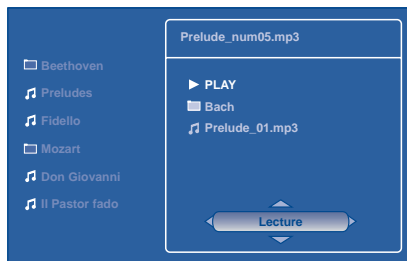 Beethoven
Preludes
Fidello
Mozart
Don Giovanni
Il Pastor fado
Prelude_num05.mp3
PLAY
Bach
Prelude_01.mp3
Lecture